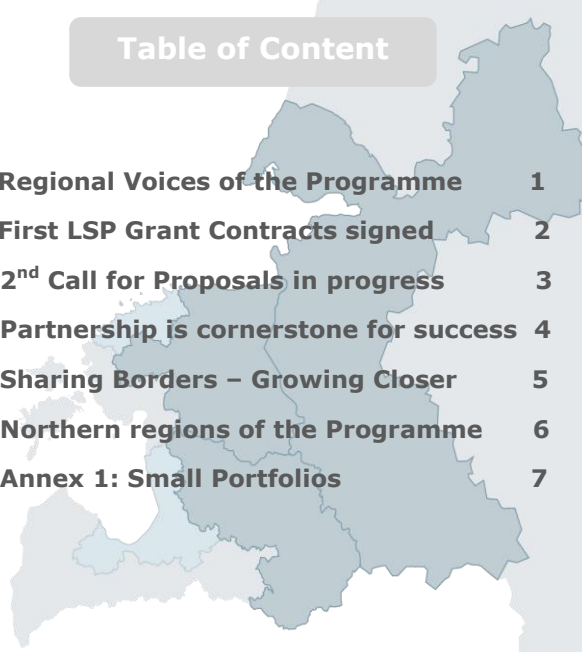 Table of Content
Regional Voices of the Programme 1
First LSP Grant Contracts signed 2
2nd Call for Proposals in progress 3
Partnership is cornerstone for success 4
Sharing Borders – Growing Closer 5
Northern regions of the Programme 6
Annex 1: Small Portfolios 7